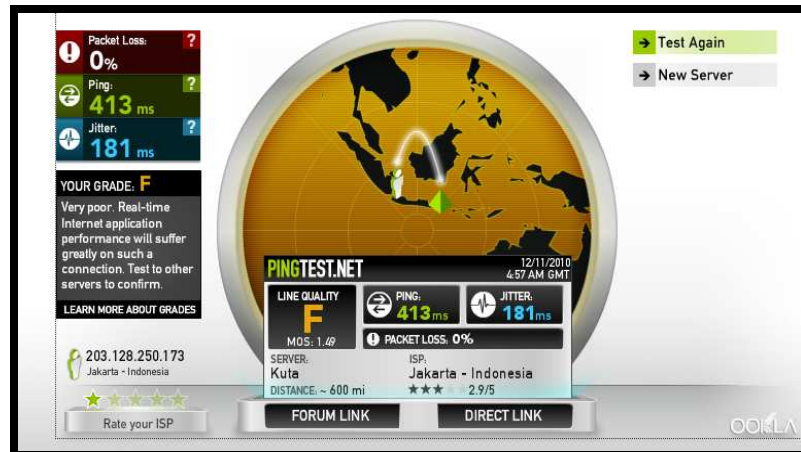 Packet Loss: ?
0%
Ping: ?
413 ms
Jitter: ?
181 ms
YOUR GRADE: F
Very poor. Real-time
Internet application
performance will suffer
greatly on such a
connection. Test to other
servers to confirm.
LEARN MORE ABOUT GRADES
203.128.250.173
Jakarta - Indonesia
Rate your ISP
Test Again
New Server
PINGTEST.NET
12/11/2010
4:57 AM GMT
LINE QUALITY
F
MOS: 1.49
PING:
413 ms
JITTER:
181 ms
PACKET LOSS: 0%
SERVER:
Kuta
DISTANCE: ~ 600 mi
ISP:
Jakarta - Indonesia
2.9/5
FORUM LINK
DIRECT LINK
OOKLA